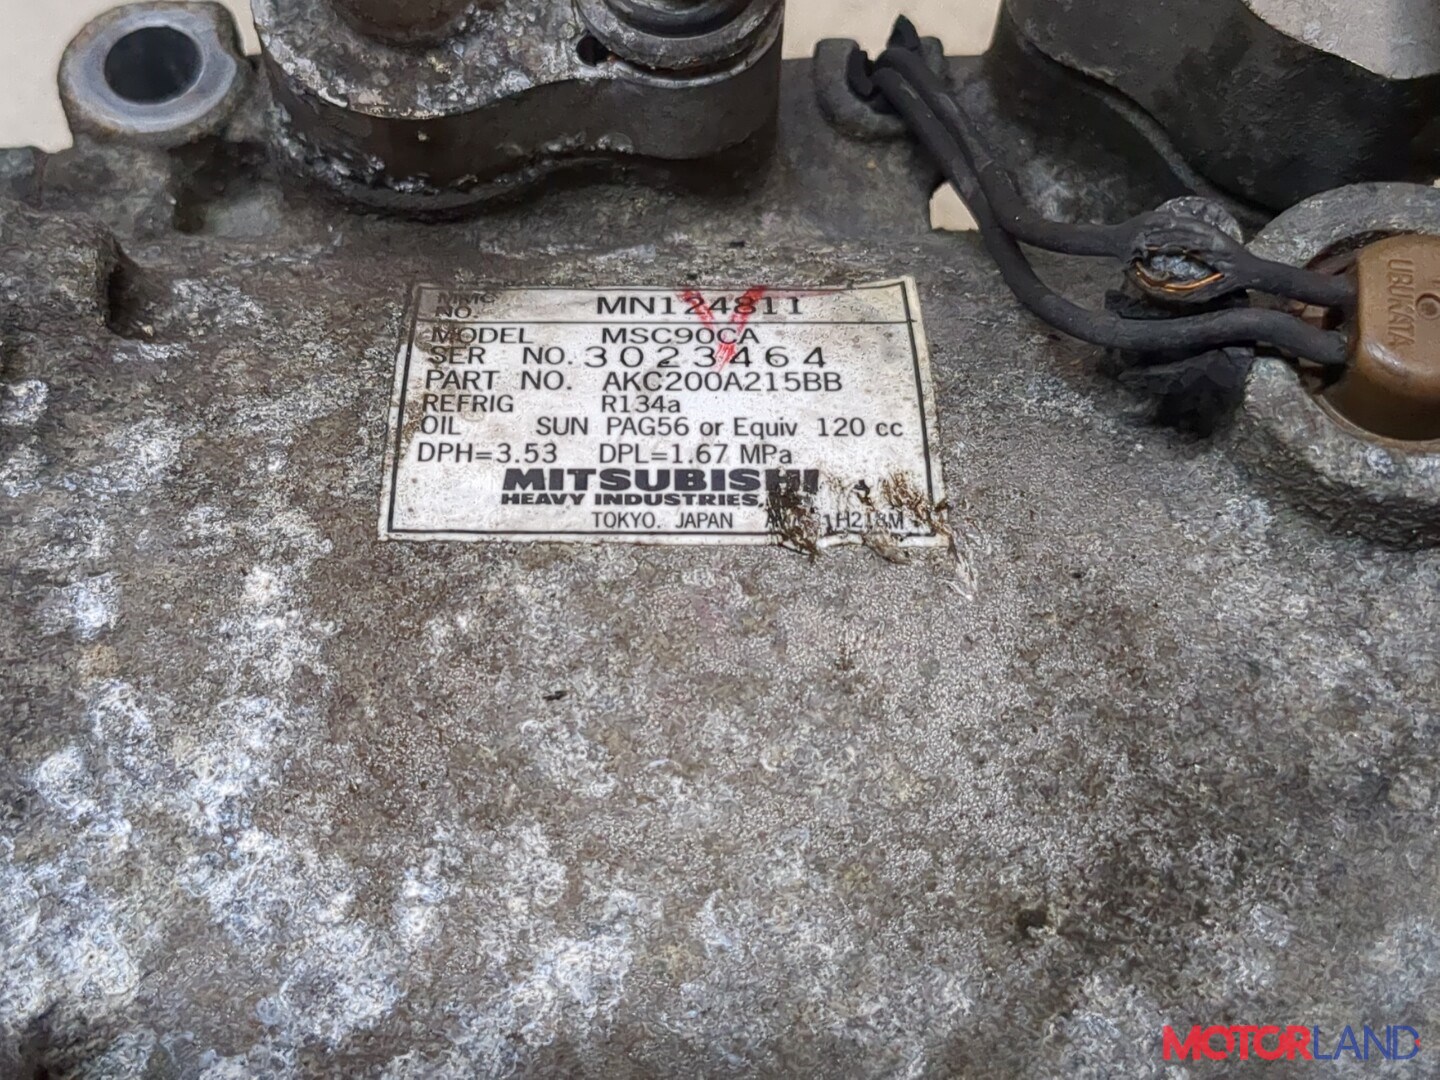 MMC
NO. MN124811
MODEL MSC90CA
SER NO. 3023464
PART NO. AKC200A215BB
REFRIG R134a
OIL SUN PAG56 or Equiv 120 cc
DPH=3.53 DPL=1.67 MPa
MITSUBISHI
HEAVY INDUSTRIES,
TOKYO, JAPAN
UBUKATA
MOTORLAND